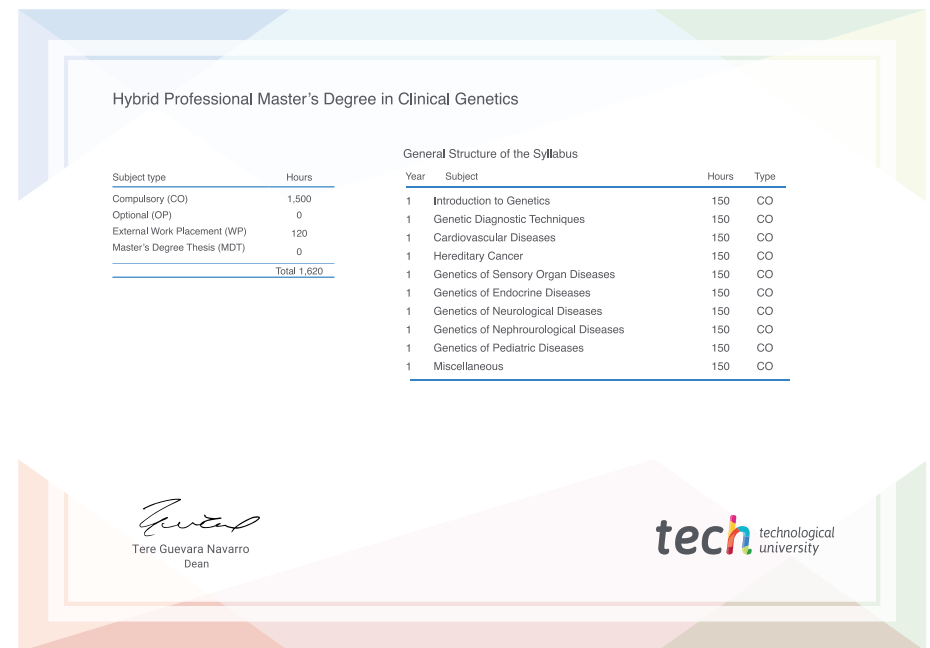 Hybrid Professional Master's Degree in Clinical Genetics
Subject type Hours
Compulsory (CO) 1,500
Optional (OP) 0
External Work Placement (WP) 120
Master's Degree Thesis (MDT) 0
Total 1,620
General Structure of the Syllabus
Year Subject Hours Type
1 Introduction to Genetics 150 CO
1 Genetic Diagnostic Techniques 150 CO
1 Cardiovascular Diseases 150 CO
1 Hereditary Cancer 150 CO
1 Genetics of Sensory Organ Diseases 150 CO
1 Genetics of Endocrine Diseases 150 CO
1 Genetics of Neurological Diseases 150 CO
1 Genetics of Nephrourological Diseases 150 CO
1 Genetics of Pediatric Diseases 150 CO
1 Miscellaneous 150 CO
Tere Guevara Navarro
Dean
tech technological
university